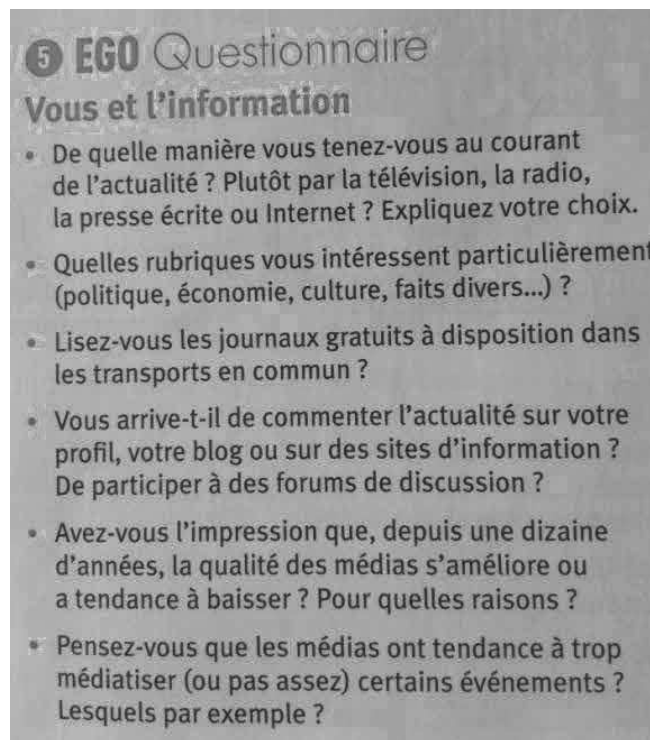 5 EGO Questionnaire
Vous et l'information
• De quelle manière vous tenez-vous au courant
de l'actualité ? Plutôt par la télévision, la radio,
la presse écrite ou Internet ? Expliquez votre choix.
• Quelles rubriques vous intéressent particulièrement
(politique, économie, culture, faits divers...) ?
• Lisez-vous les journaux gratuits à disposition dans
les transports en commun ?
• Vous arrive-t-il de commenter l'actualité sur votre
profil, votre blog ou sur des sites d'information ?
De participer à des forums de discussion ?
• Avez-vous l'impression que, depuis une dizaine
d'années, la qualité des médias s'améliore ou
a tendance à baisser ? Pour quelles raisons ?
• Pensez-vous que les médias ont tendance à trop
médiatiser (ou pas assez) certains événements ?
Lesquels par exemple ?